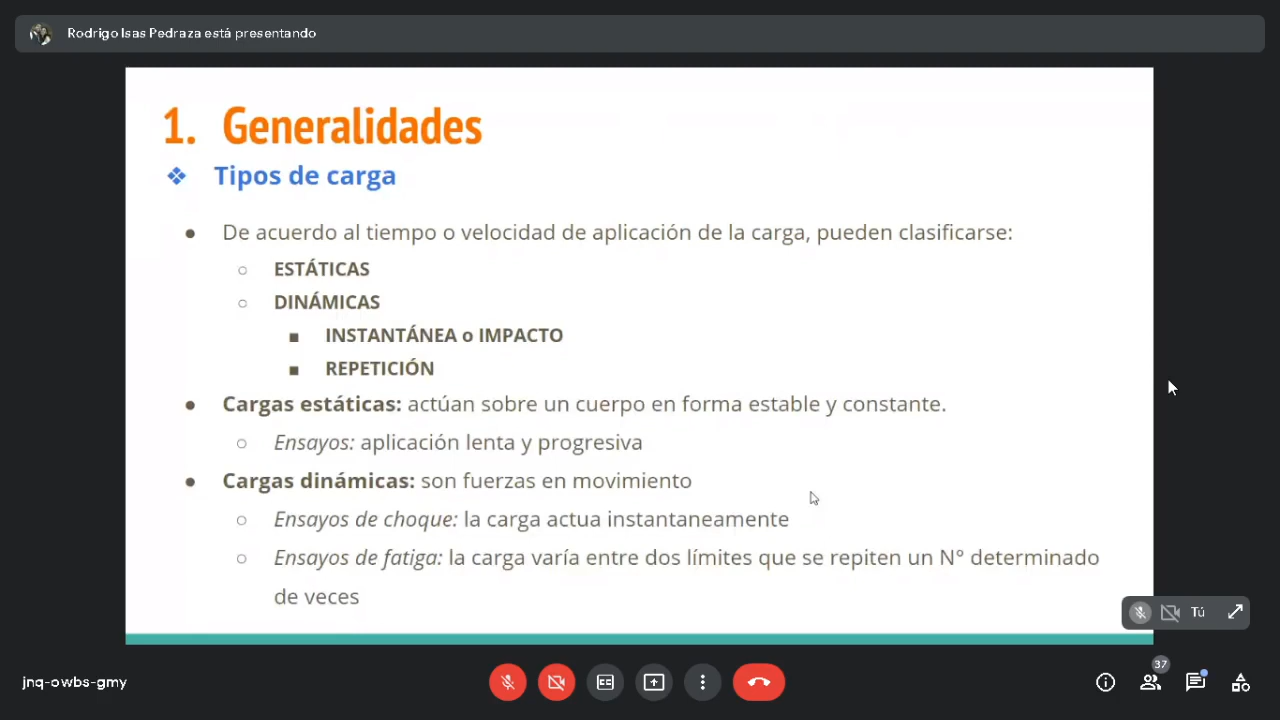 Rodrigo Isas Pedraza está presentando
1. Generalidades
❖ Tipos de carga
● De acuerdo al tiempo o velocidad de aplicación de la carga, pueden clasificarse:
○ ESTÁTICAS
○ DINÁMICAS
■ INSTANTÁNEA o IMPACTO
■ REPETICIÓN
● Cargas estáticas: actúan sobre un cuerpo en forma estable y constante.
○ Ensayos: aplicación lenta y progresiva
● Cargas dinámicas: son fuerzas en movimiento
○ Ensayos de choque: la carga actua instantaneamente
○ Ensayos de fatiga: la carga varía entre dos límites que se repiten un N° determinado
de veces
Tú
jnq-owbs-gmy
CC
37